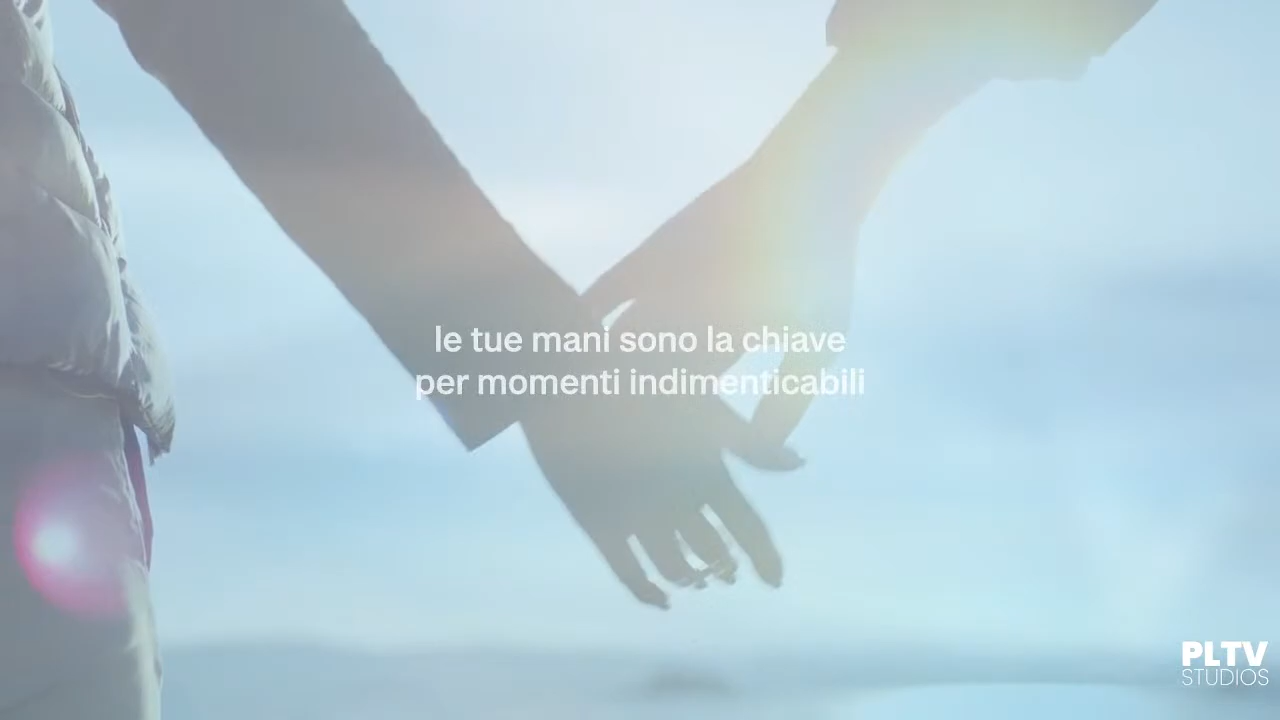 le tue mani sono la chiave
per momenti indimenticabili
PLTV
STUDIOS